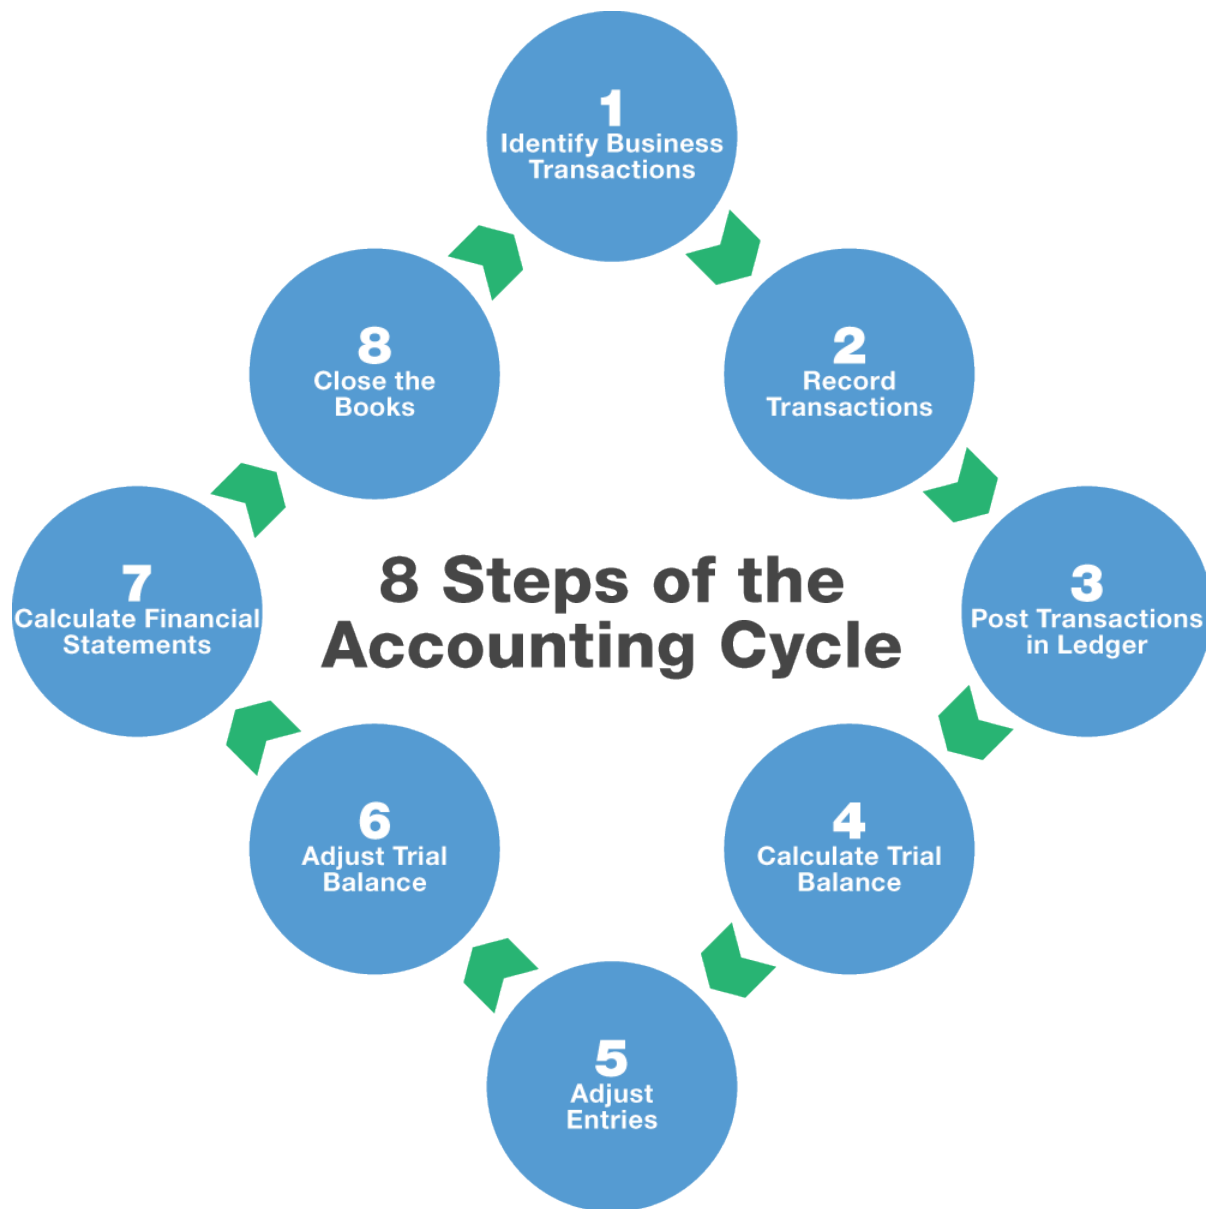 1
Identify Business
Transactions
2
Record
Transactions
3
Post Transactions
in Ledger
4
Calculate Trial
Balance
5
Adjust
Entries
6
Adjust Trial
Balance
7
Calculate Financial
Statements
8
Close the
Books
8 Steps of the
Accounting Cycle